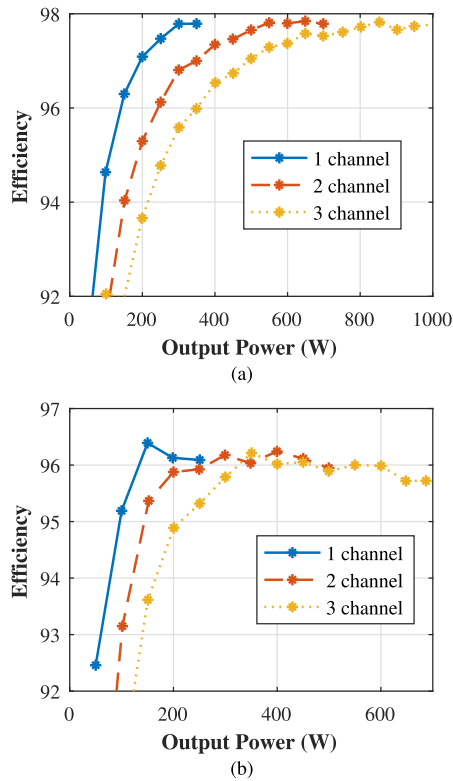 98
96
94
92
Efficiency
1 channel
2 channel
3 channel
0 200 400 600 800 1000
Output Power (W)
(a)
97
96
95
94
93
92
Efficiency
1 channel
2 channel
3 channel
0 200 400 600
Output Power (W)
(b)